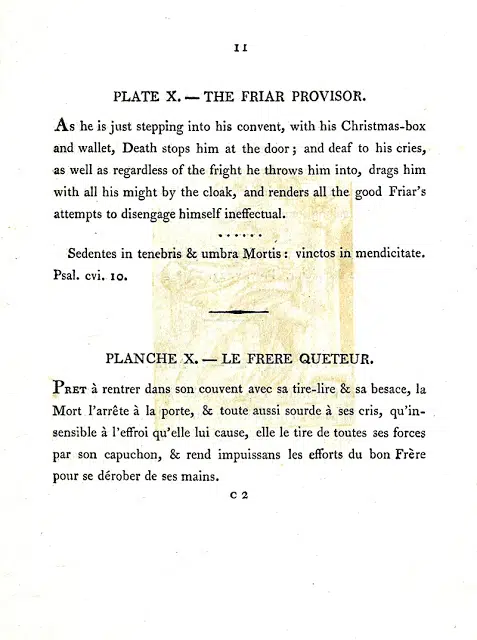 11
PLATE X. — THE FRIAR PROVISOR.
As he is just stepping into his convent, with his Christmas-box
and wallet, Death stops him at the door; and deaf to his cries,
as well as regardless of the fright he throws him into, drags him
with all his might by the cloak, and renders all the good Friar's
attempts to disengage himself ineffectual.
......
Sedentes in tenebris & umbra Mortis: vinctos in mendicitate.
Psal. cvi. 10.
PLANCHE X. — LE FRERE QUETEUR.
PRET à rentrer dans son couvent avec sa tire-lire & sa besace, la
Mort l'arrête à la porte, & toute aussi sourde à ses cris, qu'in-
sensible à l'effroi qu'elle lui cause, elle le tire de toutes ses forces
par son capuchon, & rend impuissans les efforts du bon Frère
pour se dérober de ses mains.
C 2